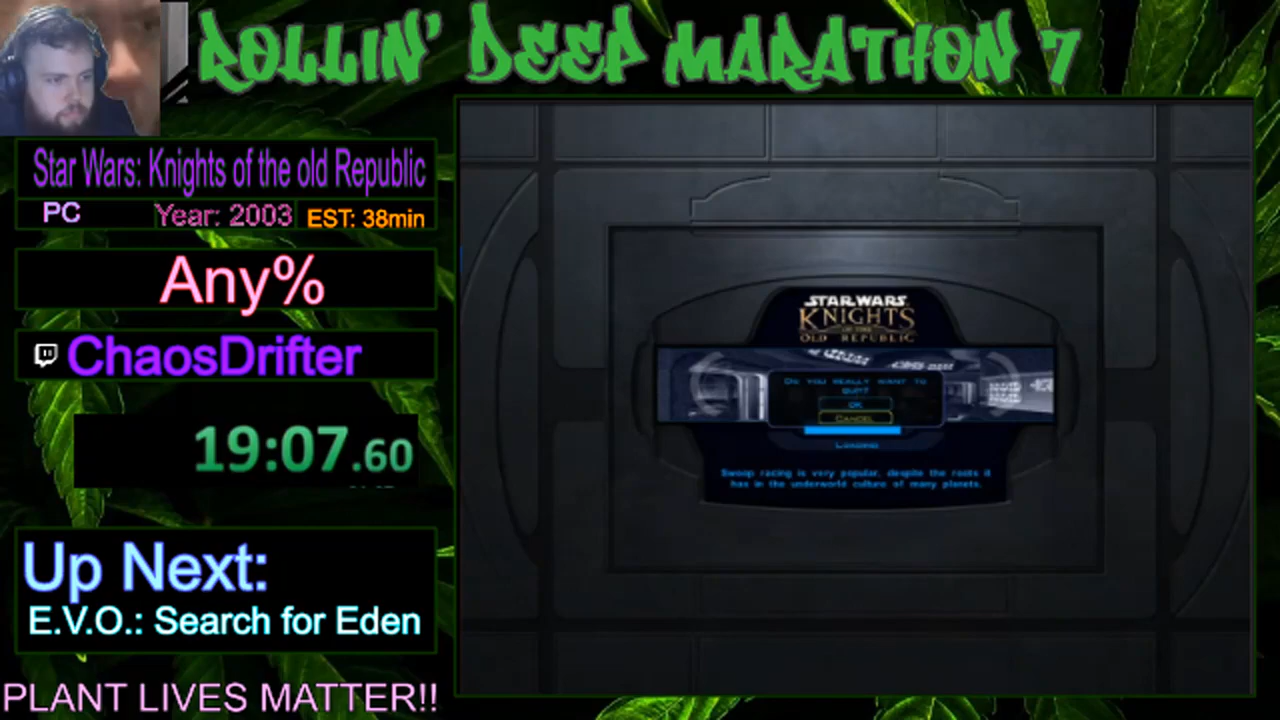 ROLLIN' DEEP MARATHON 7
Star Wars: Knights of the old Republic
PC Year: 2003 EST: 38min
Any%
ChaosDrifter
19:07.60
Up Next:
E.V.O.: Search for Eden
PLANT LIVES MATTER!!
STAR WARS
KNIGHTS
OF THE
OLD REPUBLIC
Do you really want to
quit?
OK
Cancel
Loading
Swoop racing is very popular, despite the roots it
has in the underworld culture of many planets.